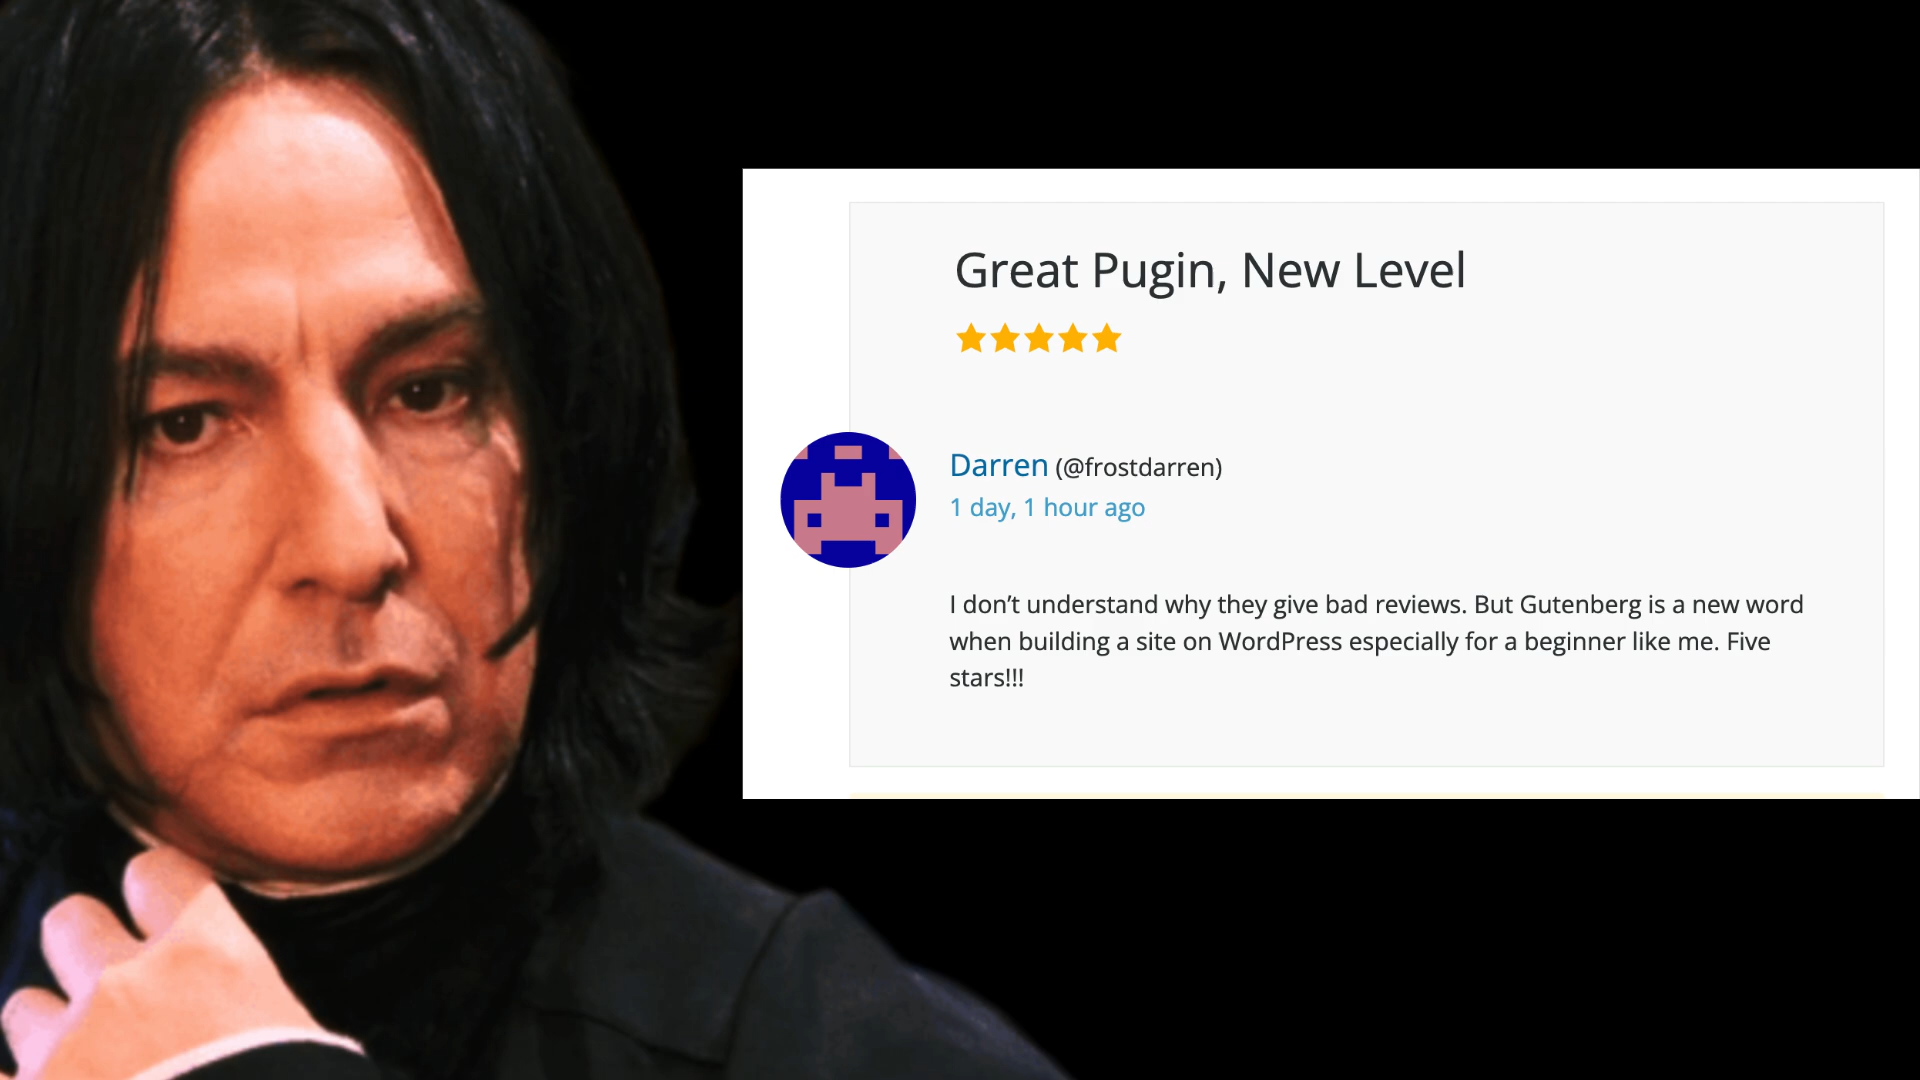 Great Pugin, New Level
Darren (@frostdarren)
1 day, 1 hour ago
I don’t understand why they give bad reviews. But Gutenberg is a new word
when building a site on WordPress especially for a beginner like me. Five
stars!!!